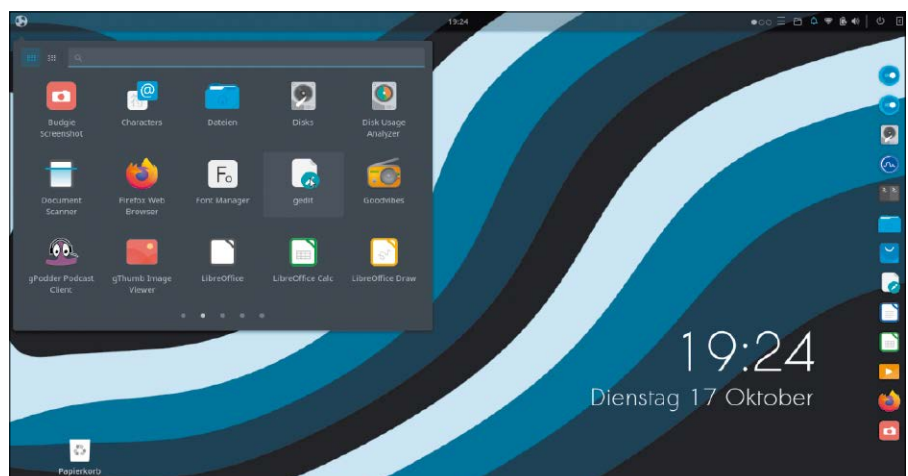 19:24
Budgie
Screenshot
Characters
Dateien
Disks
Disk Usage
Analyzer
Document
Scanner
Firefox Web
Browser
Fo
Font Manager
gedit
Goodvibes
gPodder Podcast
Client
gThumb Image
Viewer
LibreOffice
LibreOffice Calc
LibreOffice Draw
19:24
Dienstag 17 Oktober
Papierkorb